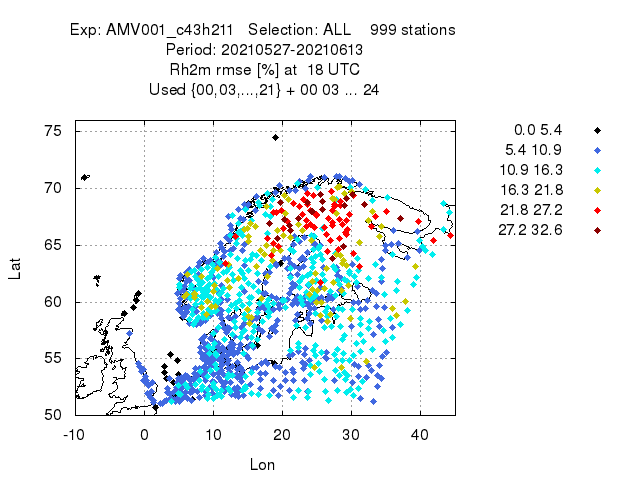 Exp: AMV001_c43h211 Selection: ALL 999 stations
Period: 20210527-20210613
Rh2m rmse [%] at 18 UTC
Used {00,03,...,21} + 00 03 ... 24
75
70
65
60
55
50
-10 0 10 20 30 40
Lat
Lon
0.0 5.4
5.4 10.9
10.9 16.3
16.3 21.8
21.8 27.2
27.2 32.6